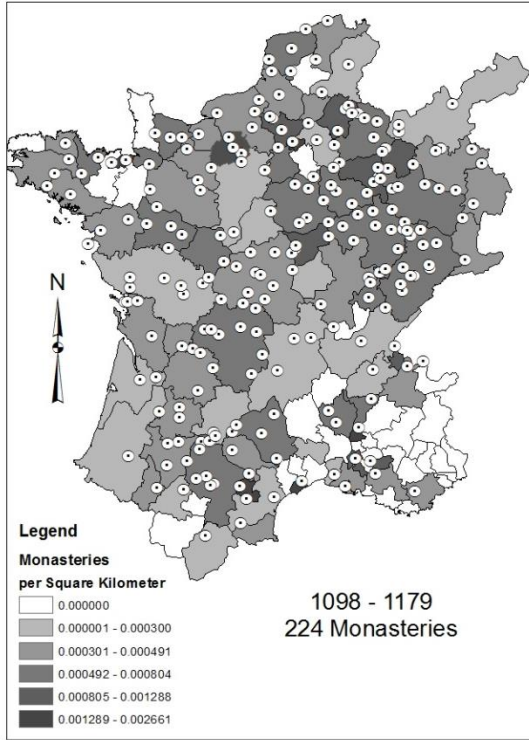 N
Legend
Monasteries
per Square Kilometer
0.000000
0.000001 - 0.000300
0.000301 - 0.000491
0.000492 - 0.000804
0.000805 - 0.001288
0.001289 - 0.002661
1098 - 1179
224 Monasteries